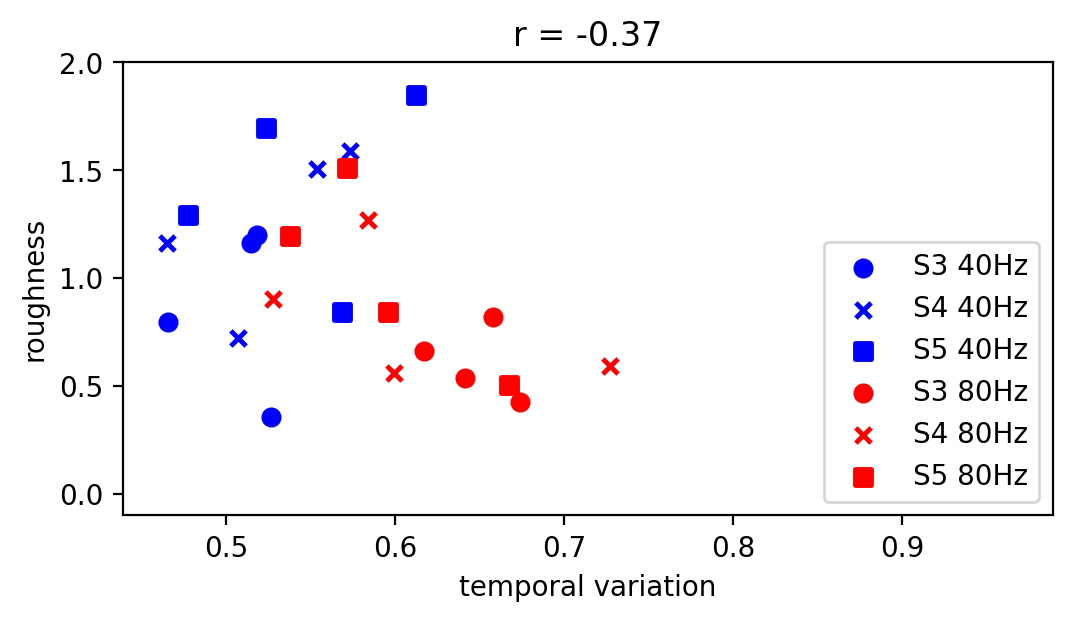 r = -0.37
2.0
1.5
1.0
0.5
0.0
roughness
S3 40Hz
S4 40Hz
S5 40Hz
S3 80Hz
S4 80Hz
S5 80Hz
0.5 0.6 0.7 0.8 0.9
temporal variation